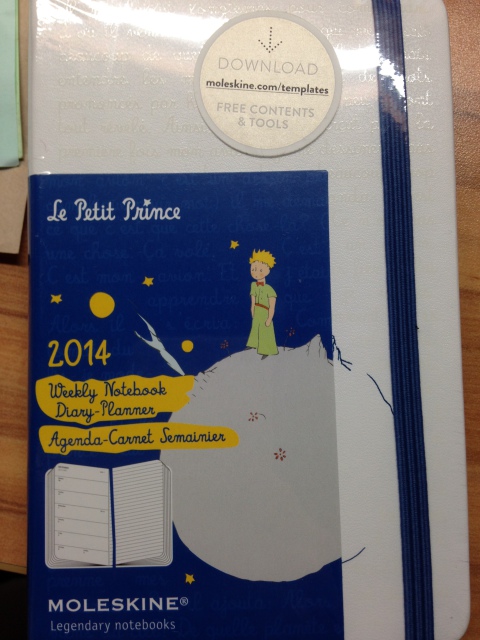 DOWNLOAD
moleskine.com/templates
FREE CONTENTS
& TOOLS
Le Petit Prince
2014
Weekly Notebook
Diary-Planner
Agenda-Carnet Semainier
MOLESKINE®
Legendary notebooks